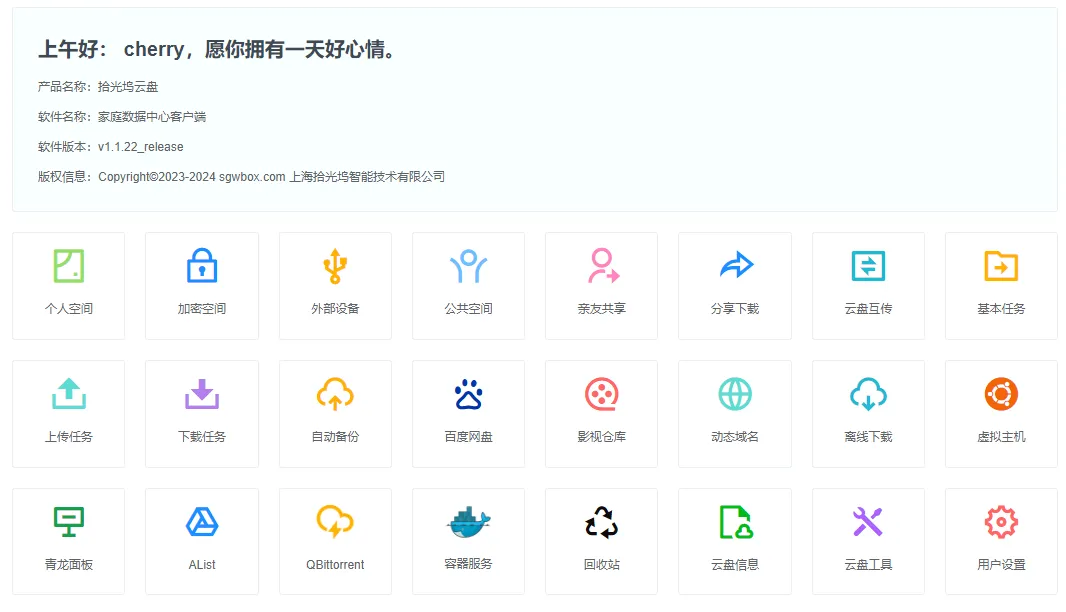 上午好： cherry，愿你拥有一天好心情。
产品名称：拾光坞云盘
软件名称：家庭数据中心客户端
软件版本：v1.1.22_release
版权信息：Copyright©2023-2024 sgwbox.com 上海拾光坞智能技术有限公司
个人空间 加密空间 外部设备 公共空间 亲友共享 分享下载 云盘互传 基本任务
上传任务 下载任务 自动备份 百度网盘 影视仓库 动态域名 离线下载 虚拟主机
青龙面板 AList QBittorrent 容器服务 回收站 云盘信息 云盘工具 用户设置